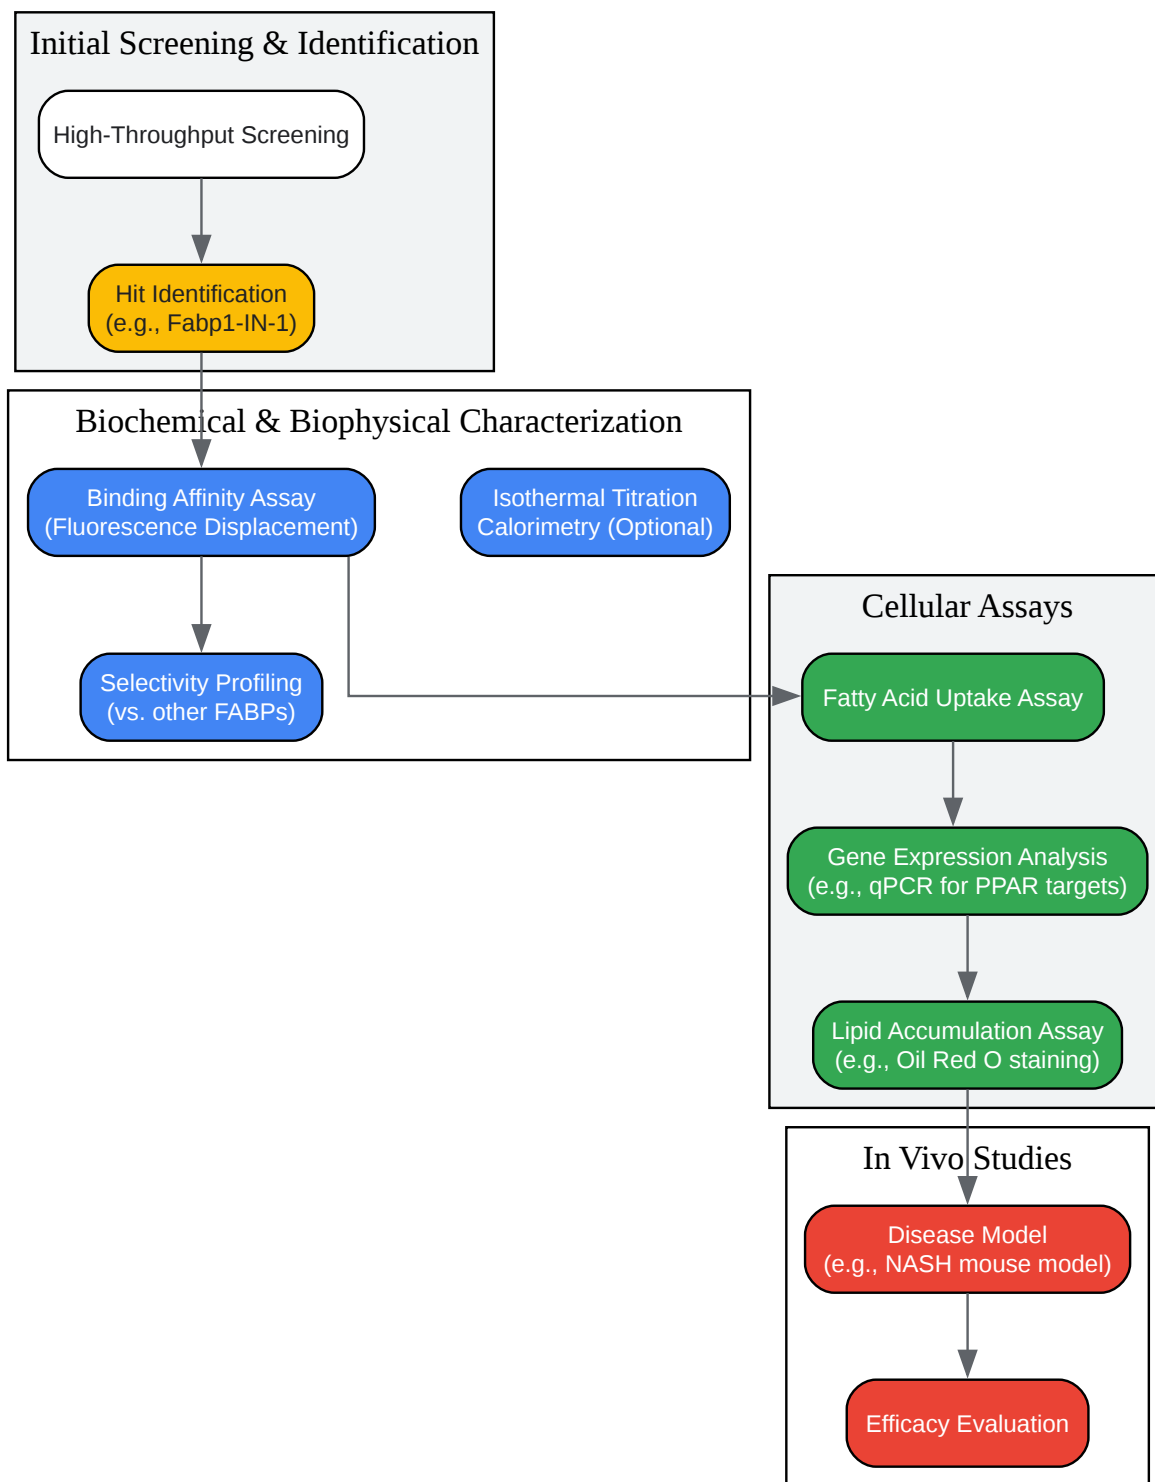 Initial Screening & Identification
High-Throughput Screening
Hit Identification
(e.g., Fabp1-IN-1)
Biochemical & Biophysical Characterization
Binding Affinity Assay
(Fluorescence Displacement)
Isothermal Titration
Calorimetry (Optional)
Selectivity Profiling
(vs. other FABPs)
Cellular Assays
Fatty Acid Uptake Assay
Gene Expression Analysis
(e.g., qPCR for PPAR targets)
Lipid Accumulation Assay
(e.g., Oil Red O staining)
In Vivo Studies
Disease Model
(e.g., NASH mouse model)
Efficacy Evaluation